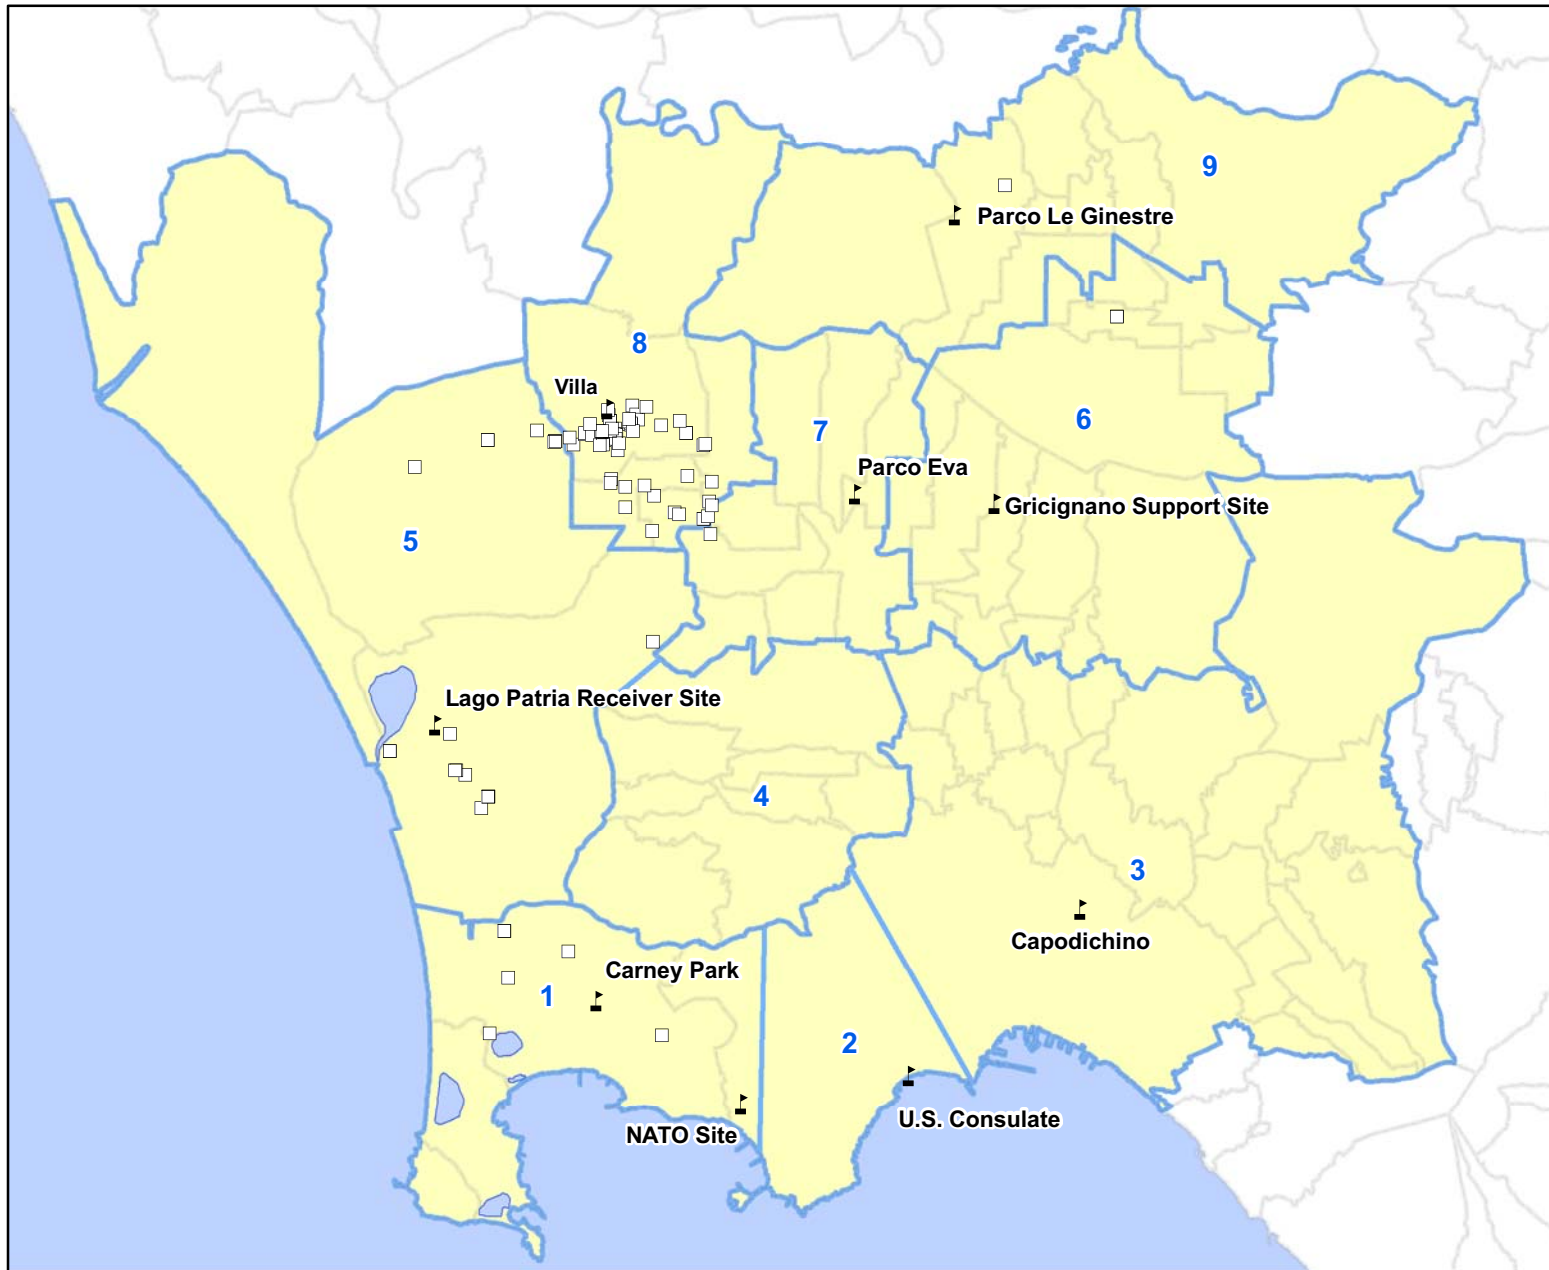 9
Parco Le Ginestre
8
Villa
6
7
Parco Eva
Gricignano Support Site
5
Lago Patria Receiver Site
4
3
Capodichino
Carney Park
1
2
U.S. Consulate
NATO Site